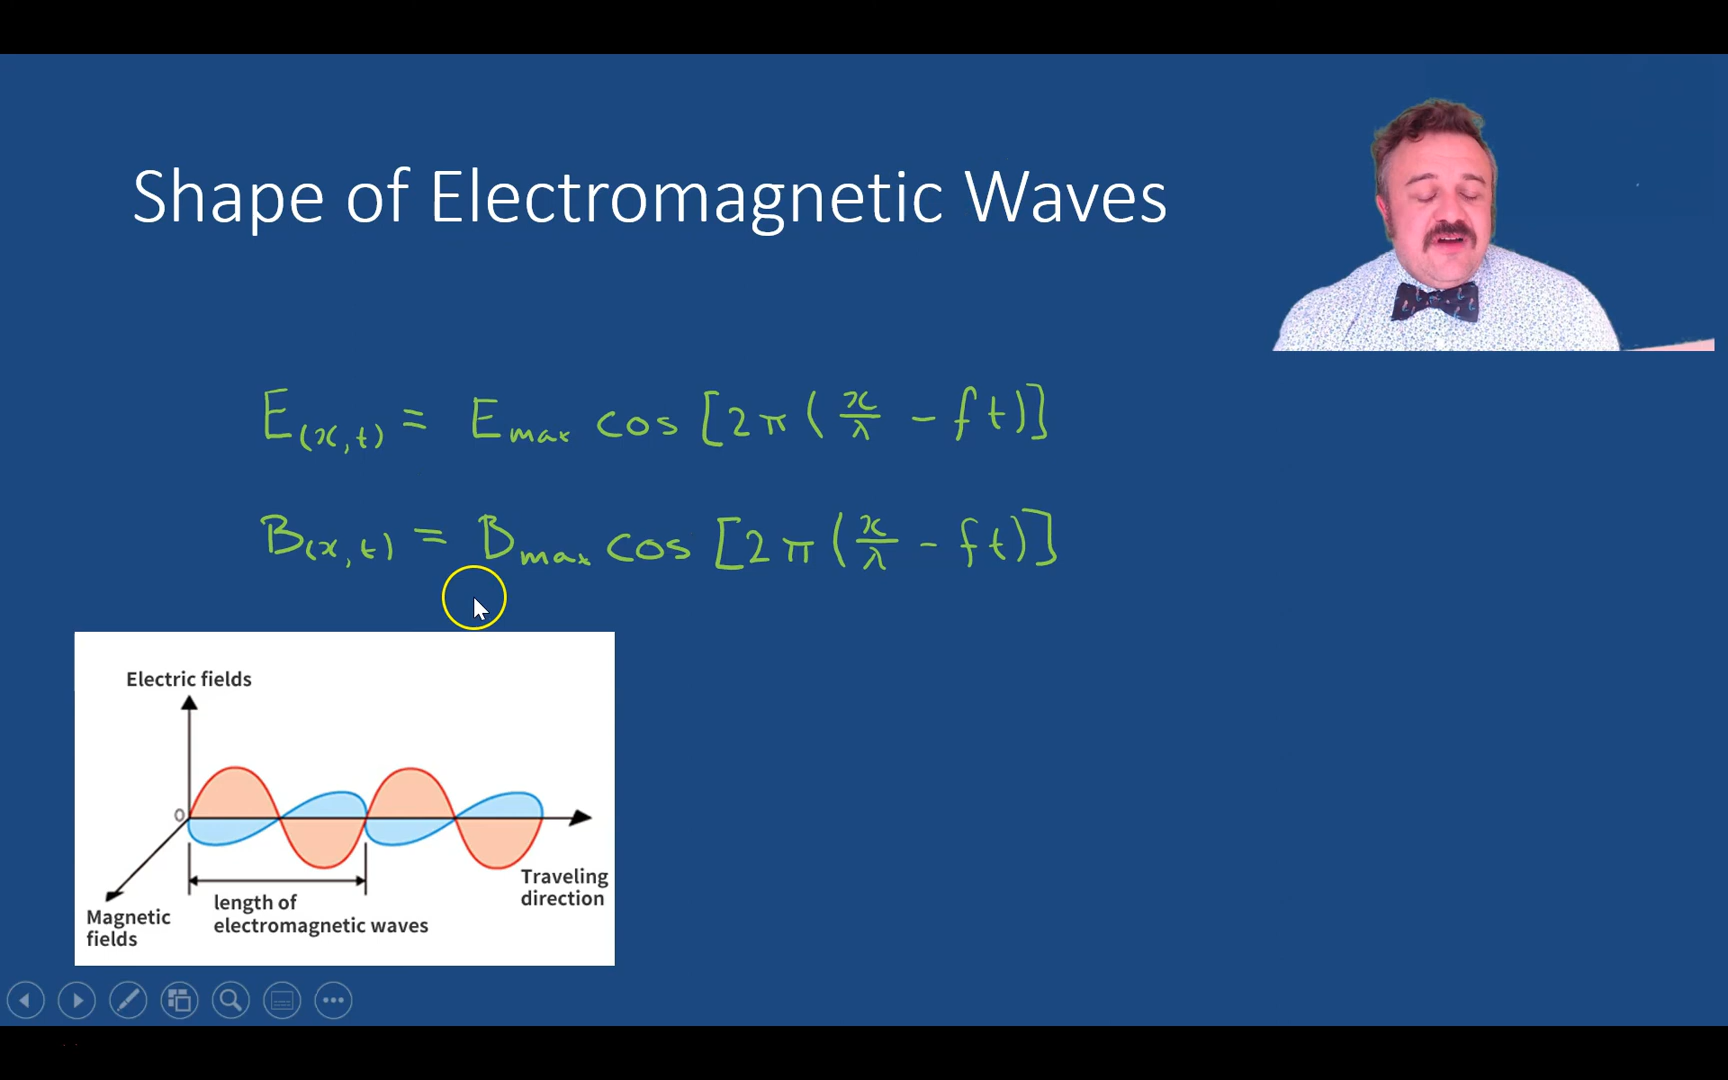 Shape of Electromagnetic Waves
E(x,t) = Emax cos [2π(x/λ - ft)]
B(x,t) = Bmax cos [2π(x/λ - ft)]
Electric fields
O
Traveling
direction
length of
electromagnetic waves
Magnetic
fields